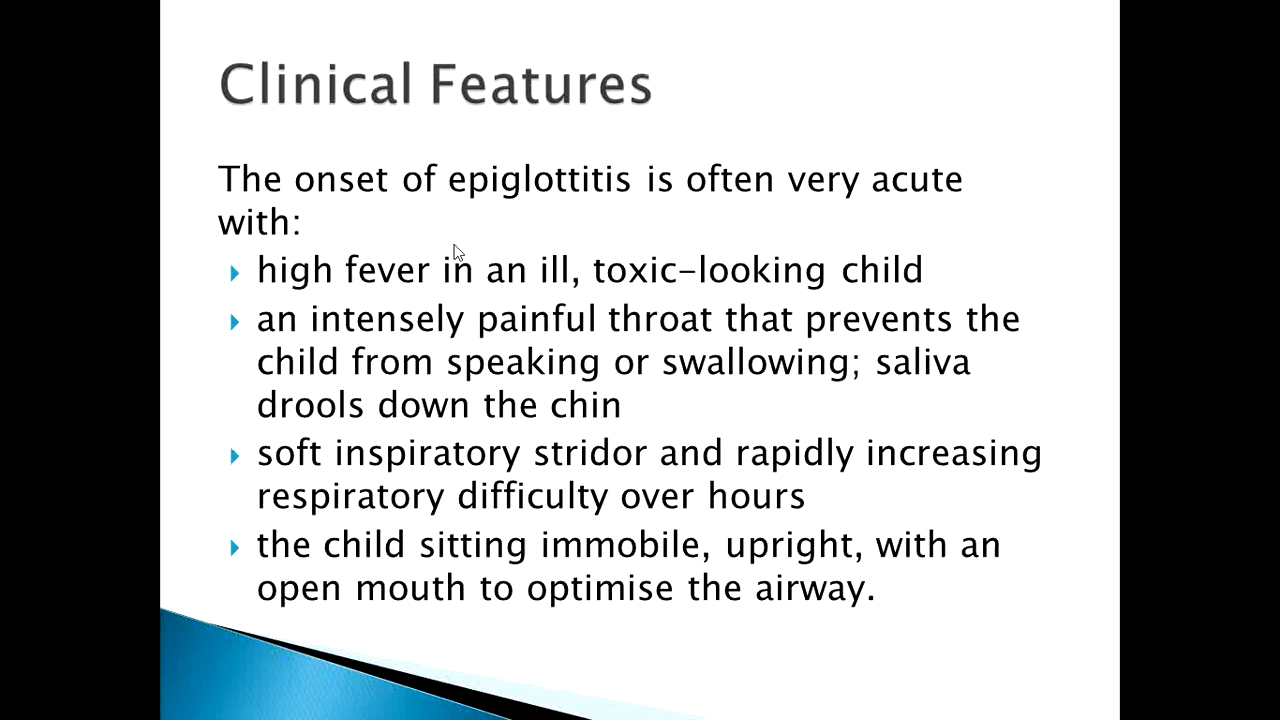 Clinical Features
The onset of epiglottitis is often very acute
with:
high fever in an ill, toxic-looking child
an intensely painful throat that prevents the
child from speaking or swallowing; saliva
drools down the chin
soft inspiratory stridor and rapidly increasing
respiratory difficulty over hours
the child sitting immobile, upright, with an
open mouth to optimise the airway.